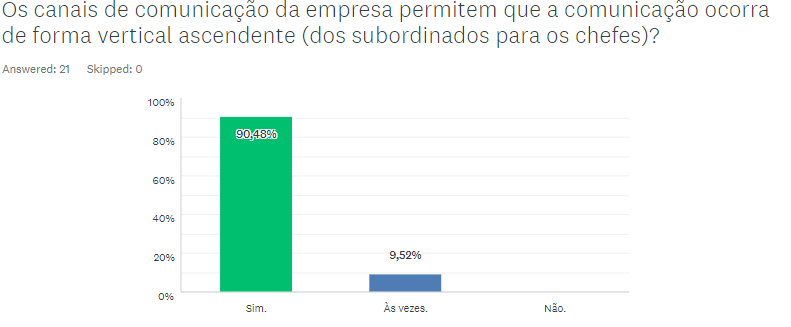 Os canais de comunicação da empresa permitem que a comunicação ocorra
de forma vertical ascendente (dos subordinados para os chefes)?
Answered: 21 Skipped: 0
100%
90,48%
80%
60%
40%
20%
9,52%
0%
Sim. Às vezes. Não.